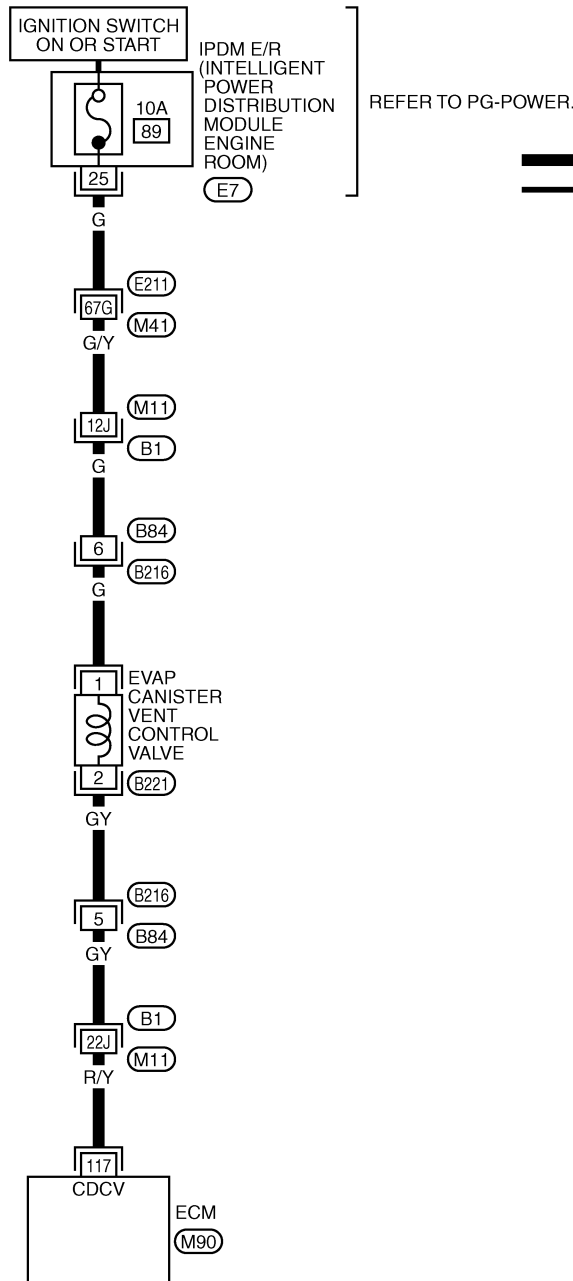 IGNITION SWITCH
ON OR START
IPDM E/R
(INTELLIGENT
POWER
DISTRIBUTION
MODULE
ENGINE
ROOM)
10A
89
REFER TO PG-POWER.
25
E7
G
E211
67G
M41
G/Y
M11
12J
B1
G
B84
6
B216
G
1
EVAP
CANISTER
VENT
CONTROL
VALVE
2
B221
GY
B216
5
B84
GY
B1
22J
M11
R/Y
117
CDCV
ECM
M90